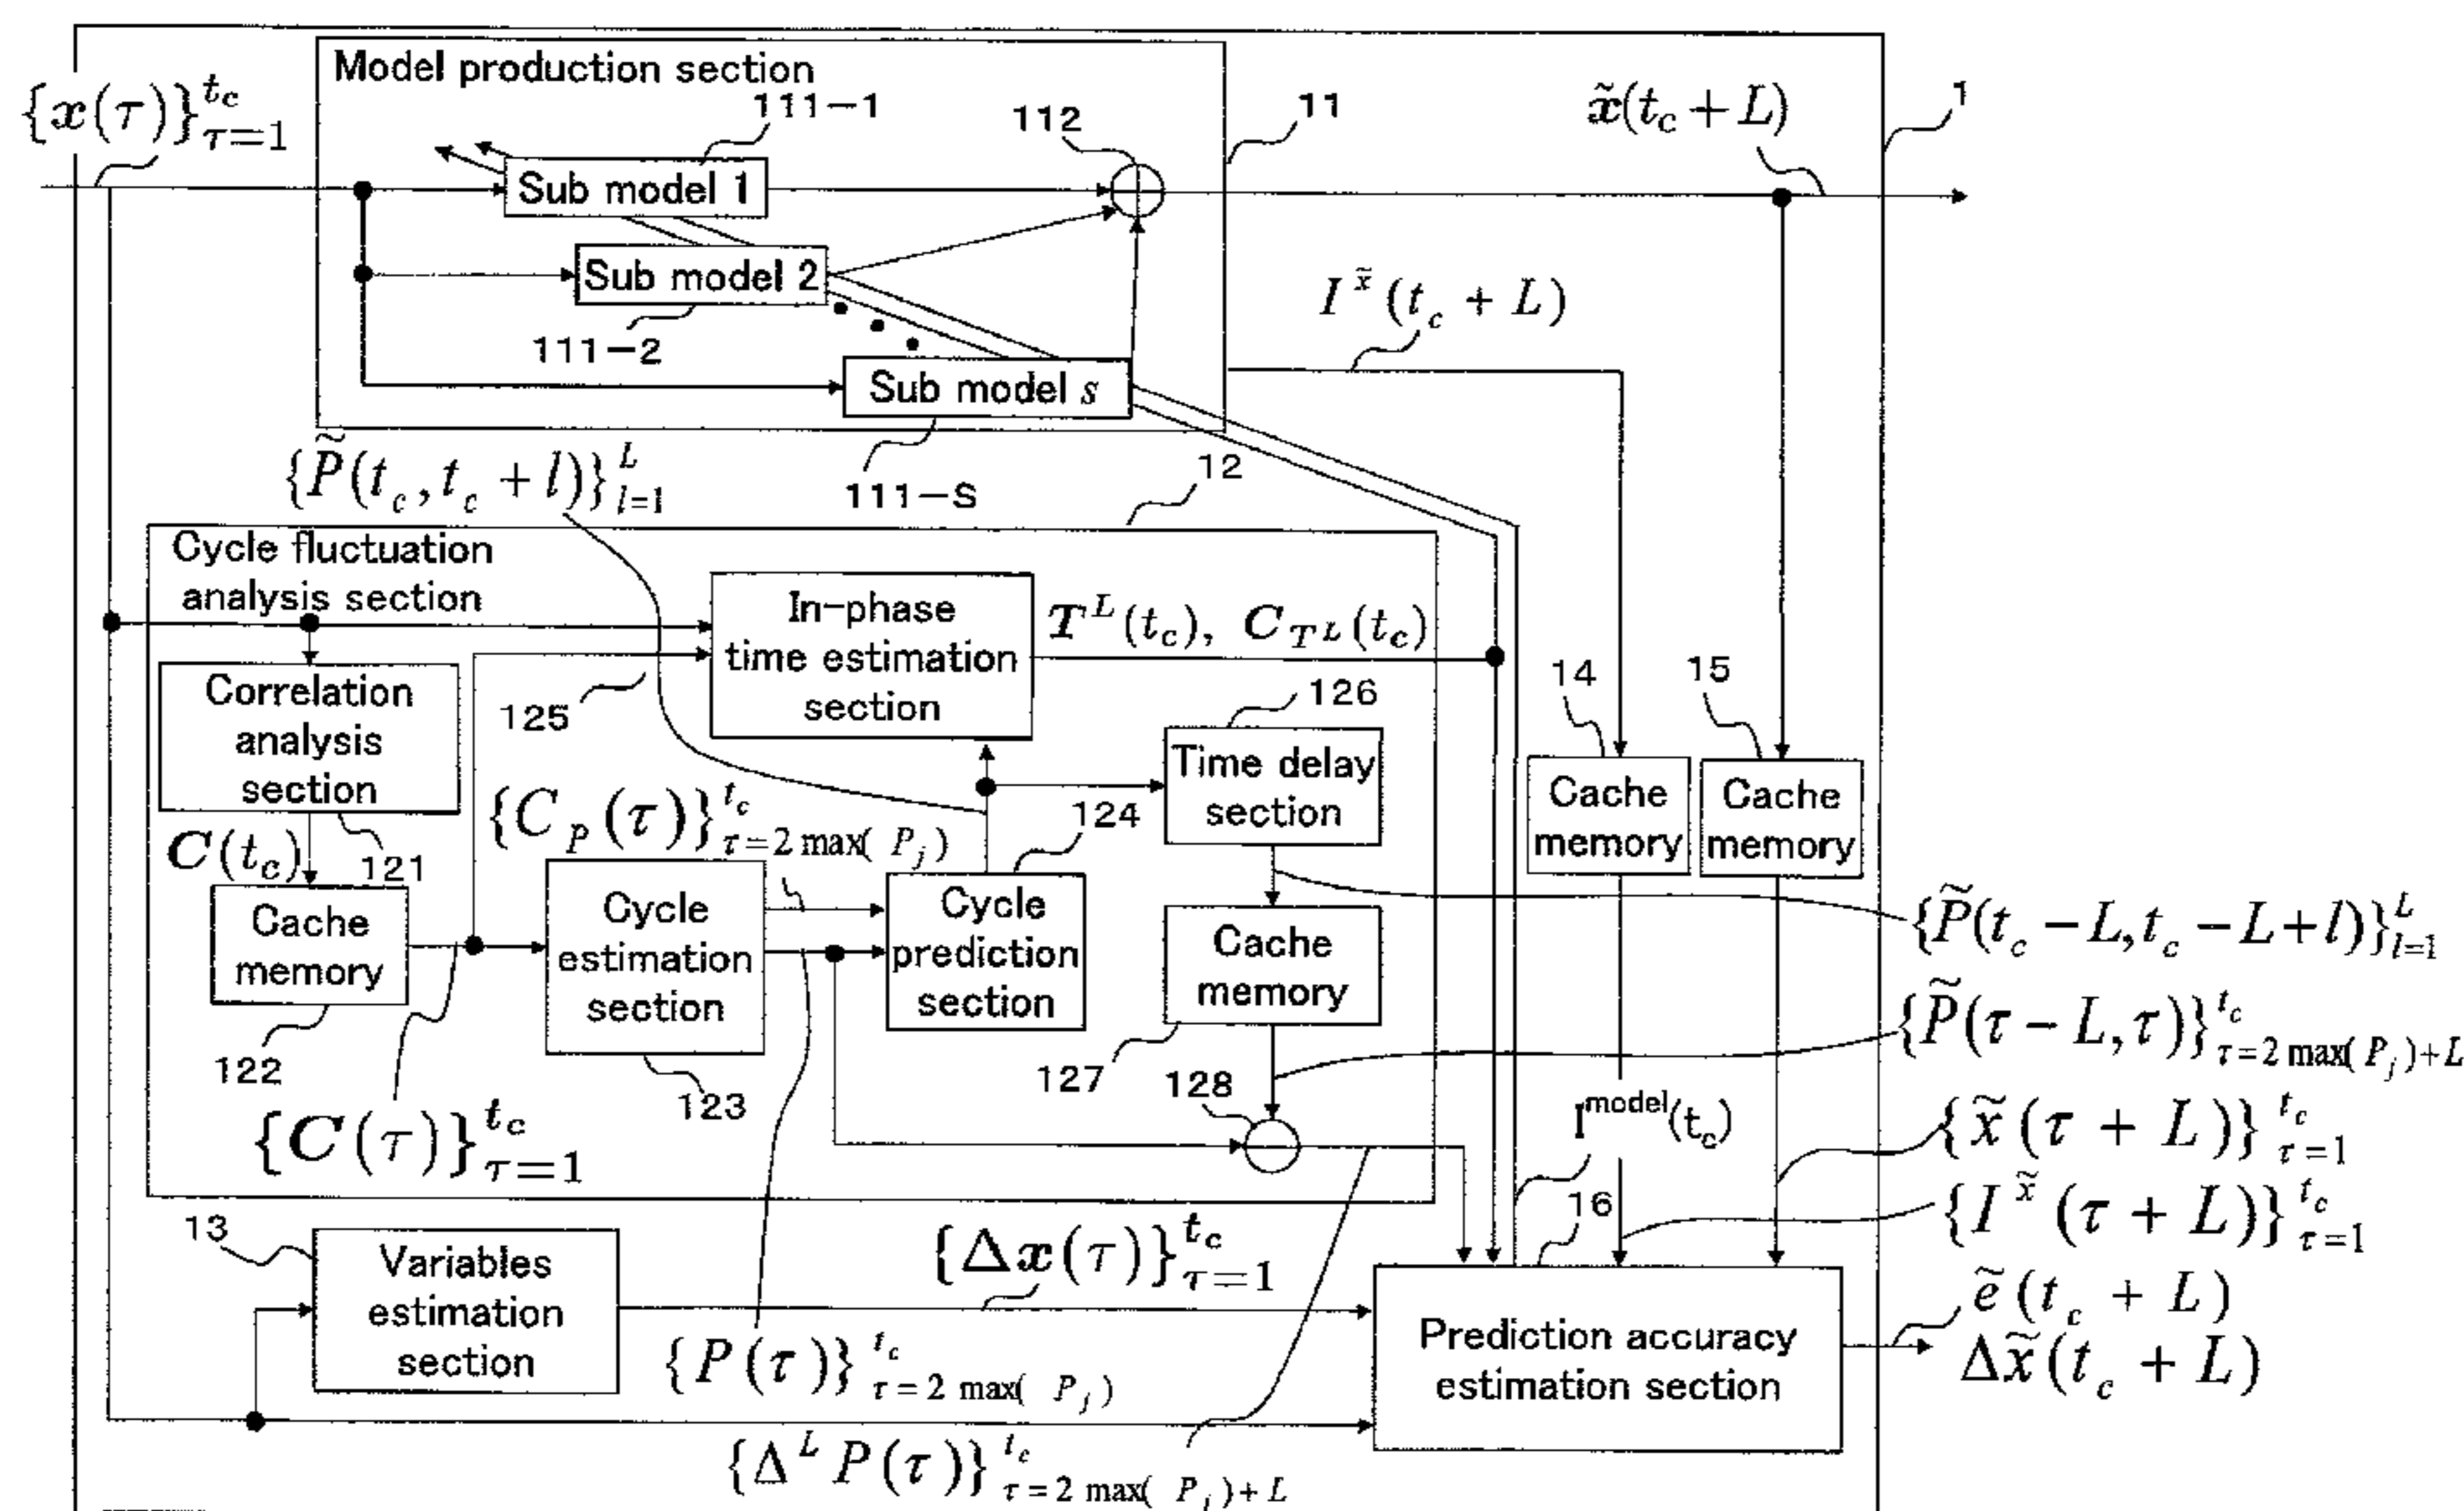 Model production section
{x(τ)}_{τ=1}^{t_c}
111-1
112
11
x̃(t_c + L)
1
Sub model 1
Sub model 2
111-2
I^{x̃}(t_c + L)
Sub model s
111-S
{P̃(t_c, t_c + l)}_{l=1}^{L}
12
Cycle fluctuation
analysis section
In-phase
time estimation
section
T^L(t_c), C_{T^L}(t_c)
125
Correlation
analysis
section
121
126
Time delay
section
14
15
Cache
memory
Cache
memory
{C_P(τ)}_{τ=2 max(P_j)}^{t_c}
124
C(t_c)
Cache
memory
122
Cycle
estimation
section
123
Cycle
prediction
section
Cache
memory
127
128
{P̃(t_c − L, t_c − L + l)}_{l=1}^{L}
{P̃(τ − L, τ)}_{τ=2 max(P_j)+L}^{t_c}
{C(τ)}_{τ=1}^{t_c}
I^{model}(t_c)
{x̃(τ + L)}_{τ=1}^{t_c}
{I^{x̃}(τ + L)}_{τ=1}^{t_c}
16
13
Variables
estimation
section
{Δx(τ)}_{τ=1}^{t_c}
{P(τ)}_{τ=2 max(P_j)}^{t_c}
Prediction accuracy
estimation section
ẽ(t_c + L)
Δx̃(t_c + L)
{Δ^L P(τ)}_{τ=2 max(P_j)+L}^{t_c}